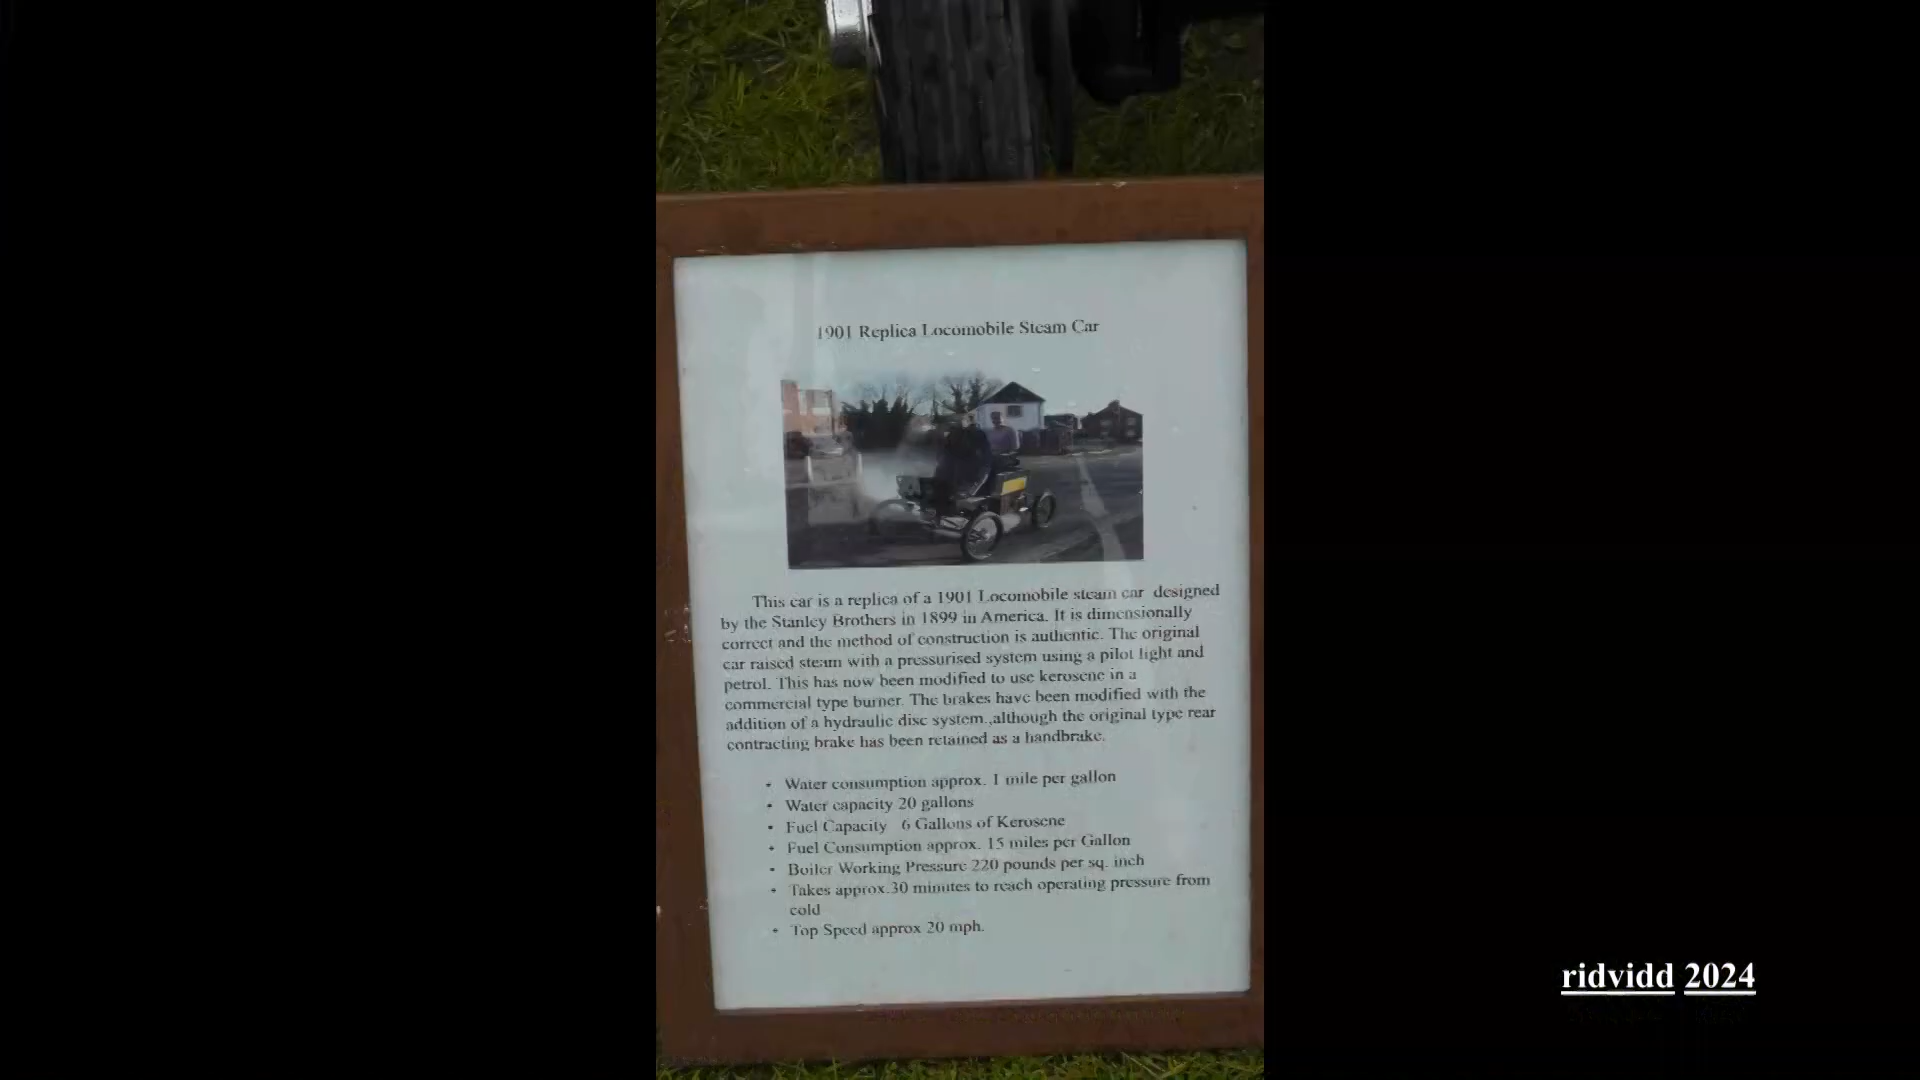 1901 Replica Locomobile Steam Car
This car is a replica of a 1901 Locomobile steam car designed
by the Stanley Brothers in 1899 in America. It is dimensionally
correct and the method of construction is authentic. The original
car raised steam with a pressurised system using a pilot light and
petrol. This has now been modified to use kerosene in a
commercial type burner. The brakes have been modified with the
addition of a hydraulic disc system.,although the original type rear
contracting brake has been retained as a handbrake.
• Water consumption approx. 1 mile per gallon
• Water capacity 20 gallons
• Fuel Capacity 6 Gallons of Kerosene
• Fuel Consumption approx. 15 miles per Gallon
• Boiler Working Pressure 220 pounds per sq. inch
• Takes approx.30 minutes to reach operating pressure from
cold
• Top Speed approx 20 mph.
ridvidd 2024